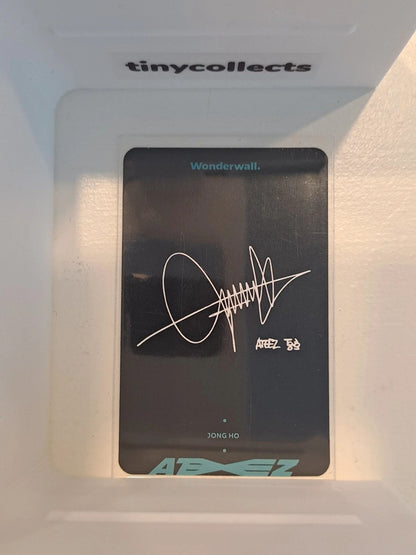 tinycollects
Wonderwall.
ATEEZ 종호
JONG HO
ATEEZ